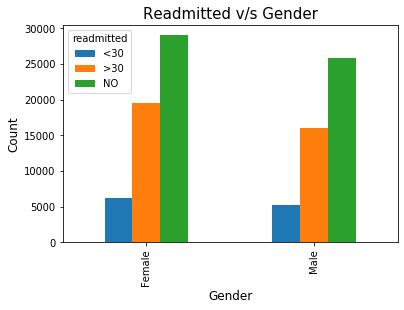 Readmitted v/s Gender
readmitted
<30
>30
NO
30000
25000
20000
15000
10000
5000
0
Count
Female
Male
Gender